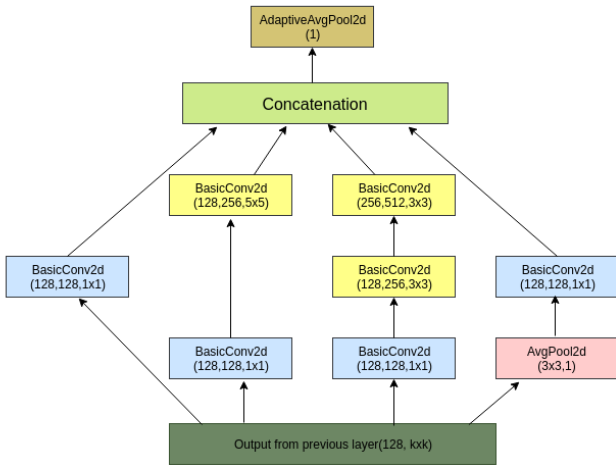 AdaptiveAvgPool2d
(1)
Concatenation
BasicConv2d
(128,256,5x5)
BasicConv2d
(256,512,3x3)
BasicConv2d
(128,128,1x1)
BasicConv2d
(128,256,3x3)
BasicConv2d
(128,128,1x1)
BasicConv2d
(128,128,1x1)
BasicConv2d
(128,128,1x1)
AvgPool2d
(3x3,1)
Output from previous layer(128, kxk)